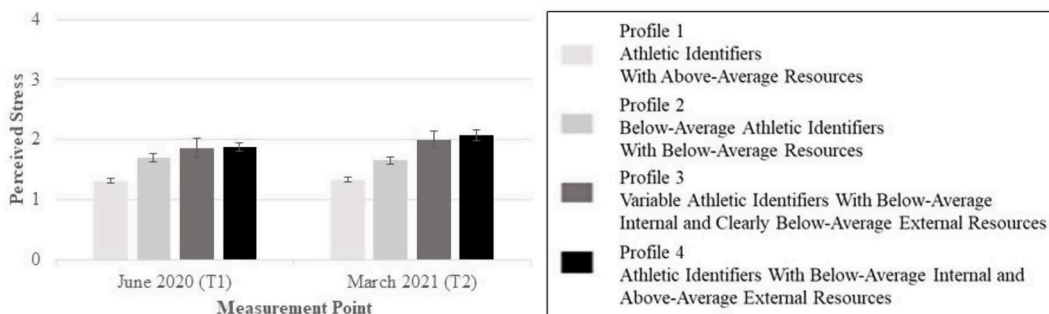 4
3
2
1
0
Perceived Stress
June 2020 (T1)
March 2021 (T2)
Measurement Point
Profile 1
Athletic Identifiers
With Above-Average Resources
Profile 2
Below-Average Athletic Identifiers
With Below-Average Resources
Profile 3
Variable Athletic Identifiers With Below-Average
Internal and Clearly Below-Average External Resources
Profile 4
Athletic Identifiers With Below-Average Internal and
Above-Average External Resources